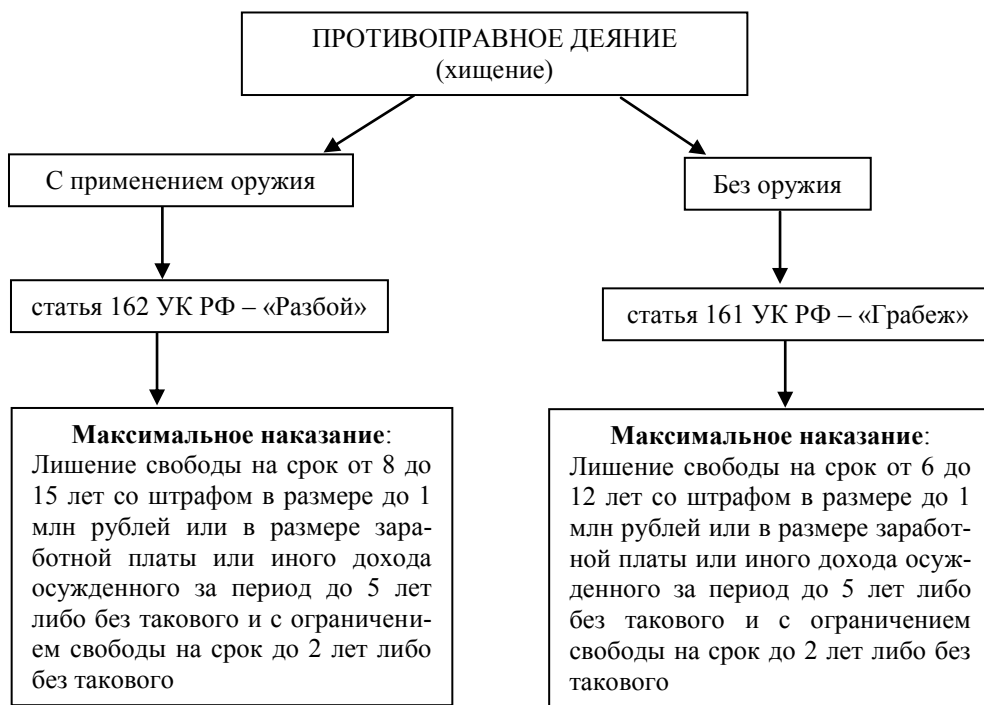 ПРОТИВОПРАВНОЕ ДЕЯНИЕ
(хищение)
С применением оружия
Без оружия
статья 162 УК РФ – «Разбой»
статья 161 УК РФ – «Грабеж»
Максимальное наказание:
Лишение свободы на срок от 8 до
15 лет со штрафом в размере до 1
млн рублей или в размере зара-
ботной платы или иного дохода
осужденного за период до 5 лет
либо без такового и с ограничени-
ем свободы на срок до 2 лет либо
без такового
Максимальное наказание:
Лишение свободы на срок от 6 до
12 лет со штрафом в размере до 1
млн рублей или в размере заработ-
ной платы или иного дохода осуж-
денного за период до 5 лет либо
без такового и с ограничением
свободы на срок до 2 лет либо без
такового